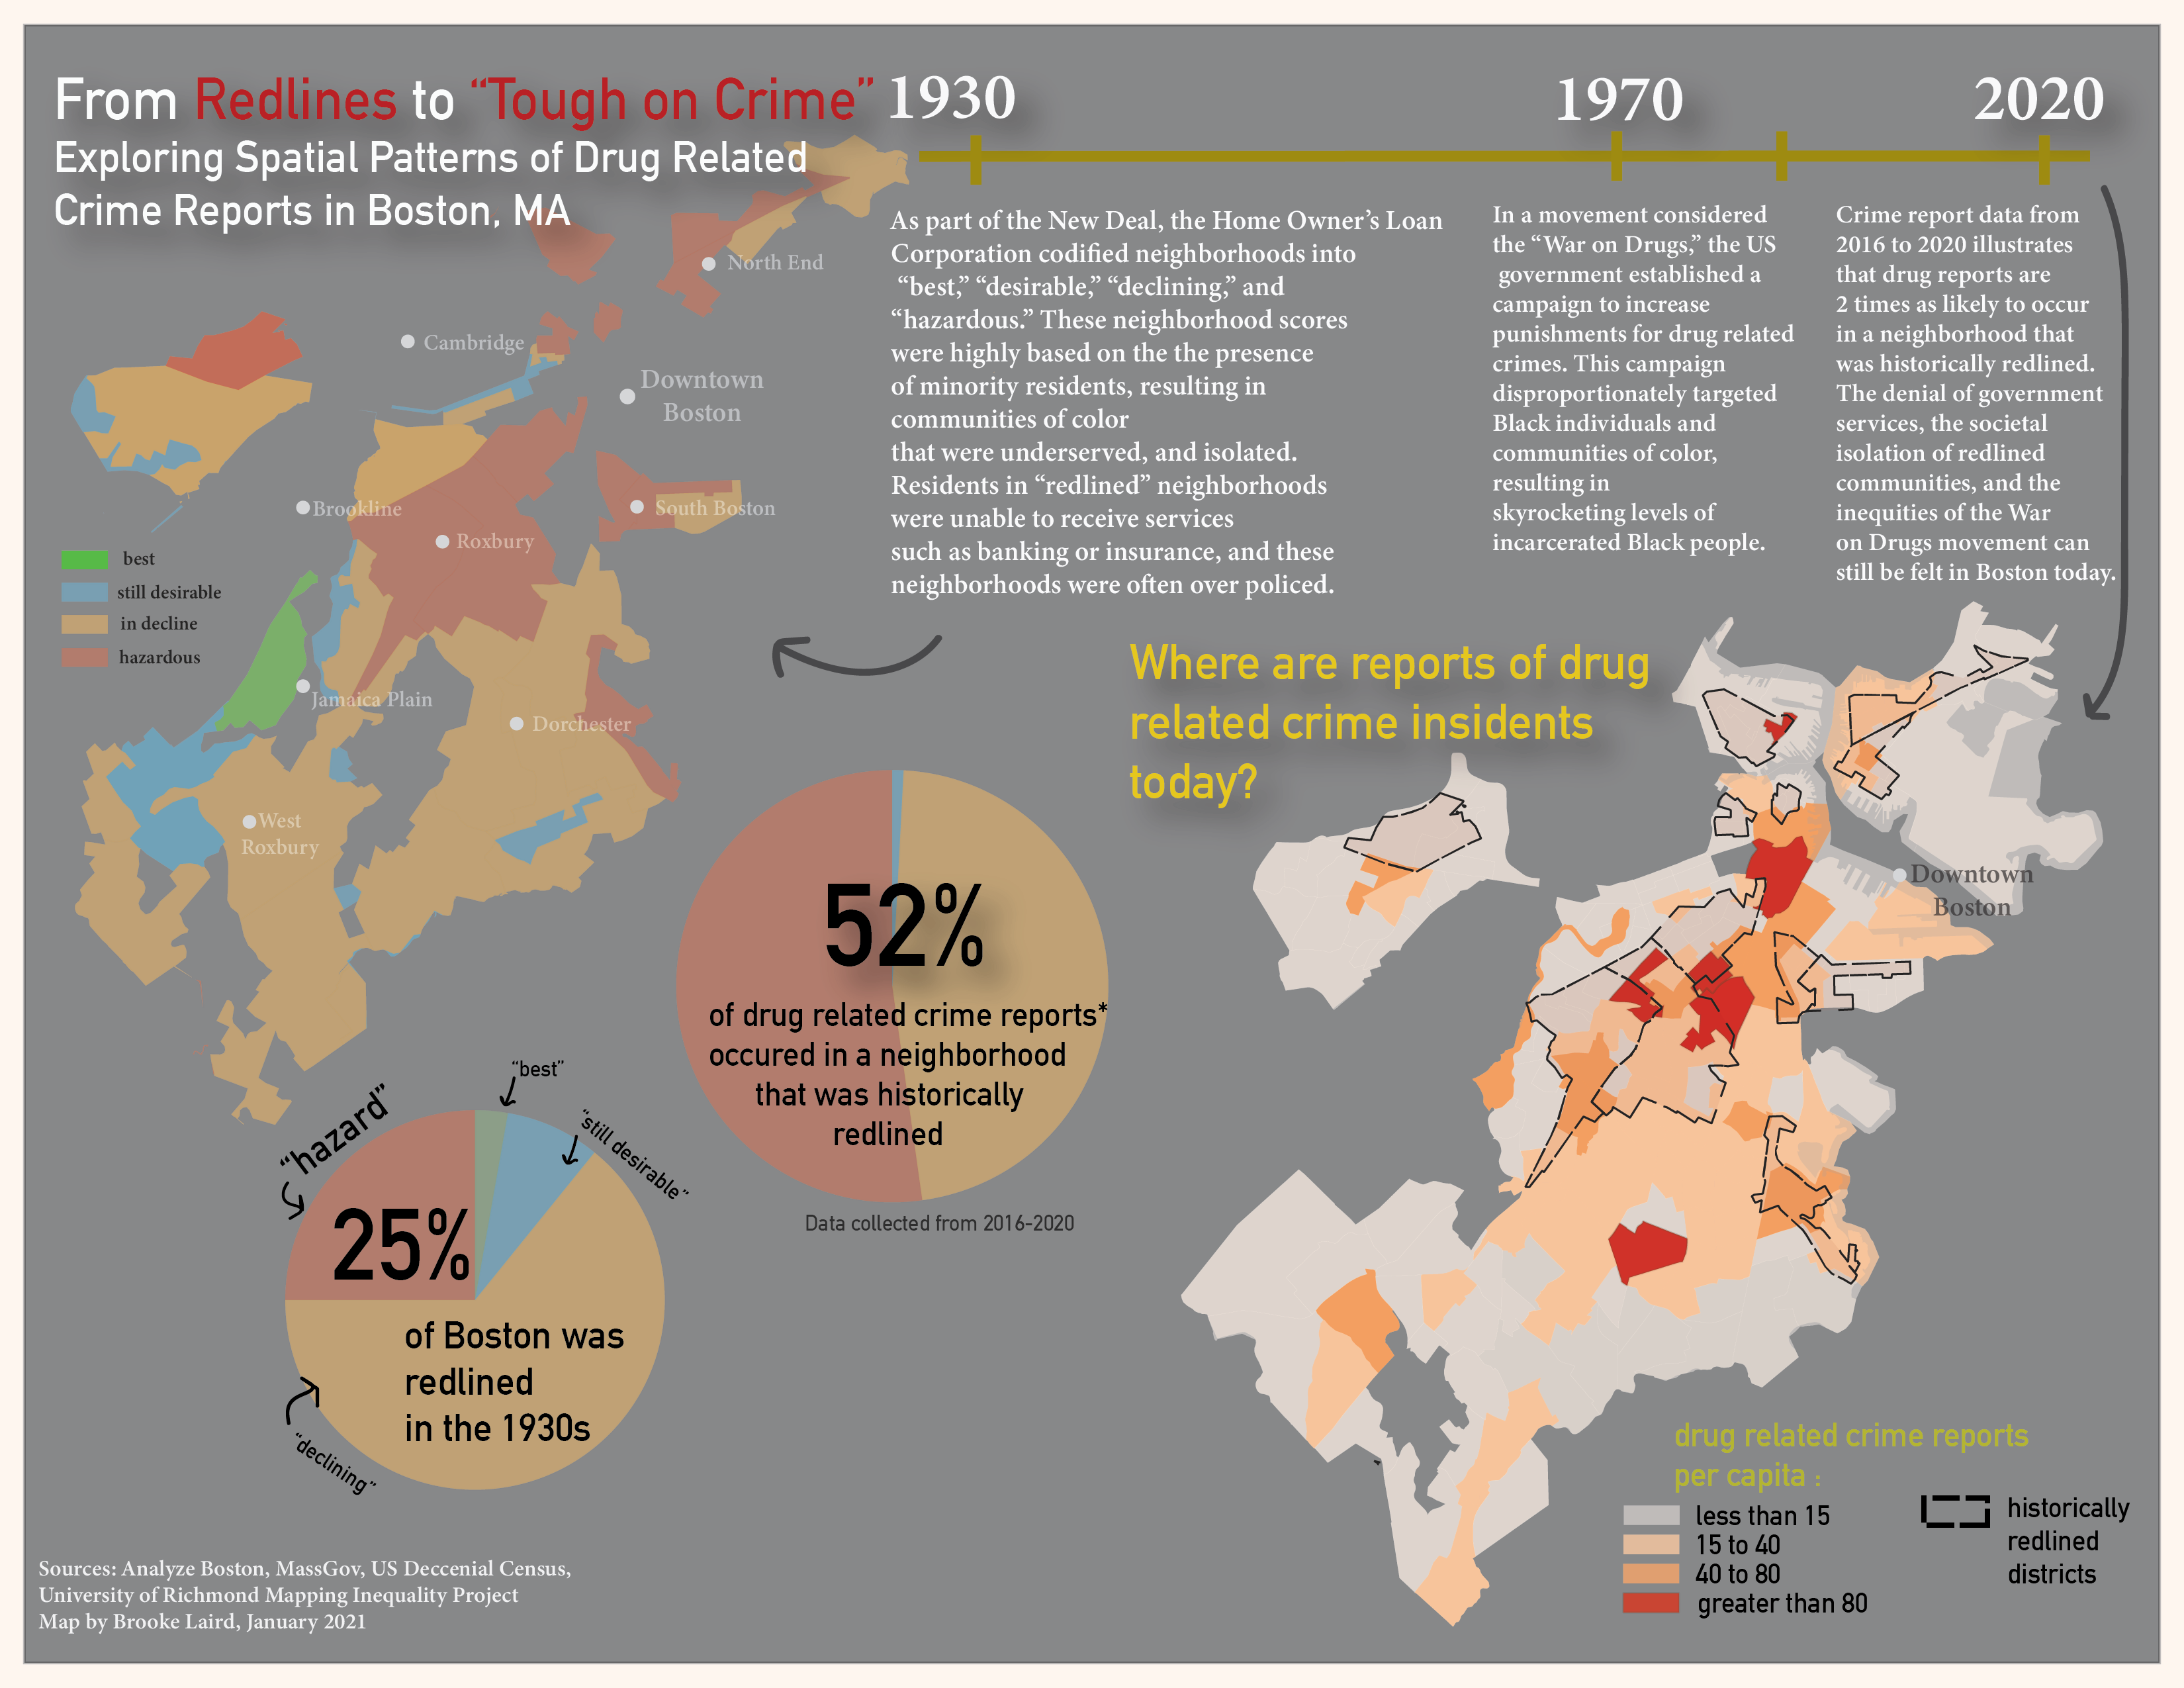 From Redlines to “Tough on Crime”
Exploring Spatial Patterns of Drug Related
Crime Reports in Boston, MA
1930
1970
2020
As part of the New Deal, the Home Owner’s Loan
Corporation codified neighborhoods into
“best,” “desirable,” “declining,” and
“hazardous.” These neighborhood scores
were highly based on the the presence
of minority residents, resulting in
communities of color
that were underserved, and isolated.
Residents in “redlined” neighborhoods
were unable to receive services
such as banking or insurance, and these
neighborhoods were often over policed.
In a movement considered
the “War on Drugs,” the US
government established a
campaign to increase
punishments for drug related
crimes. This campaign
disproportionately targeted
Black individuals and
communities of color,
resulting in
skyrocketing levels of
incarcerated Black people.
Crime report data from
2016 to 2020 illustrates
that drug reports are
2 times as likely to occur
in a neighborhood that
was historically redlined.
The denial of government
services, the societal
isolation of redlined
communities, and the
inequities of the War
on Drugs movement can
still be felt in Boston today.
North End
Cambridge
Downtown
Boston
Brookline
South Boston
Roxbury
best
still desirable
in decline
hazardous
Jamaica Plain
Dorchester
West
Roxbury
52%
of drug related crime reports*
occured in a neighborhood
that was historically
redlined
Data collected from 2016-2020
“hazard”
“best”
“still desirable”
25%
of Boston was
redlined
in the 1930s
“declining”
Where are reports of drug
related crime insidents
today?
Downtown
Boston
drug related crime reports
per capita :
less than 15
15 to 40
40 to 80
greater than 80
historically
redlined
districts
Sources: Analyze Boston, MassGov, US Deccenial Census,
University of Richmond Mapping Inequality Project
Map by Brooke Laird, January 2021